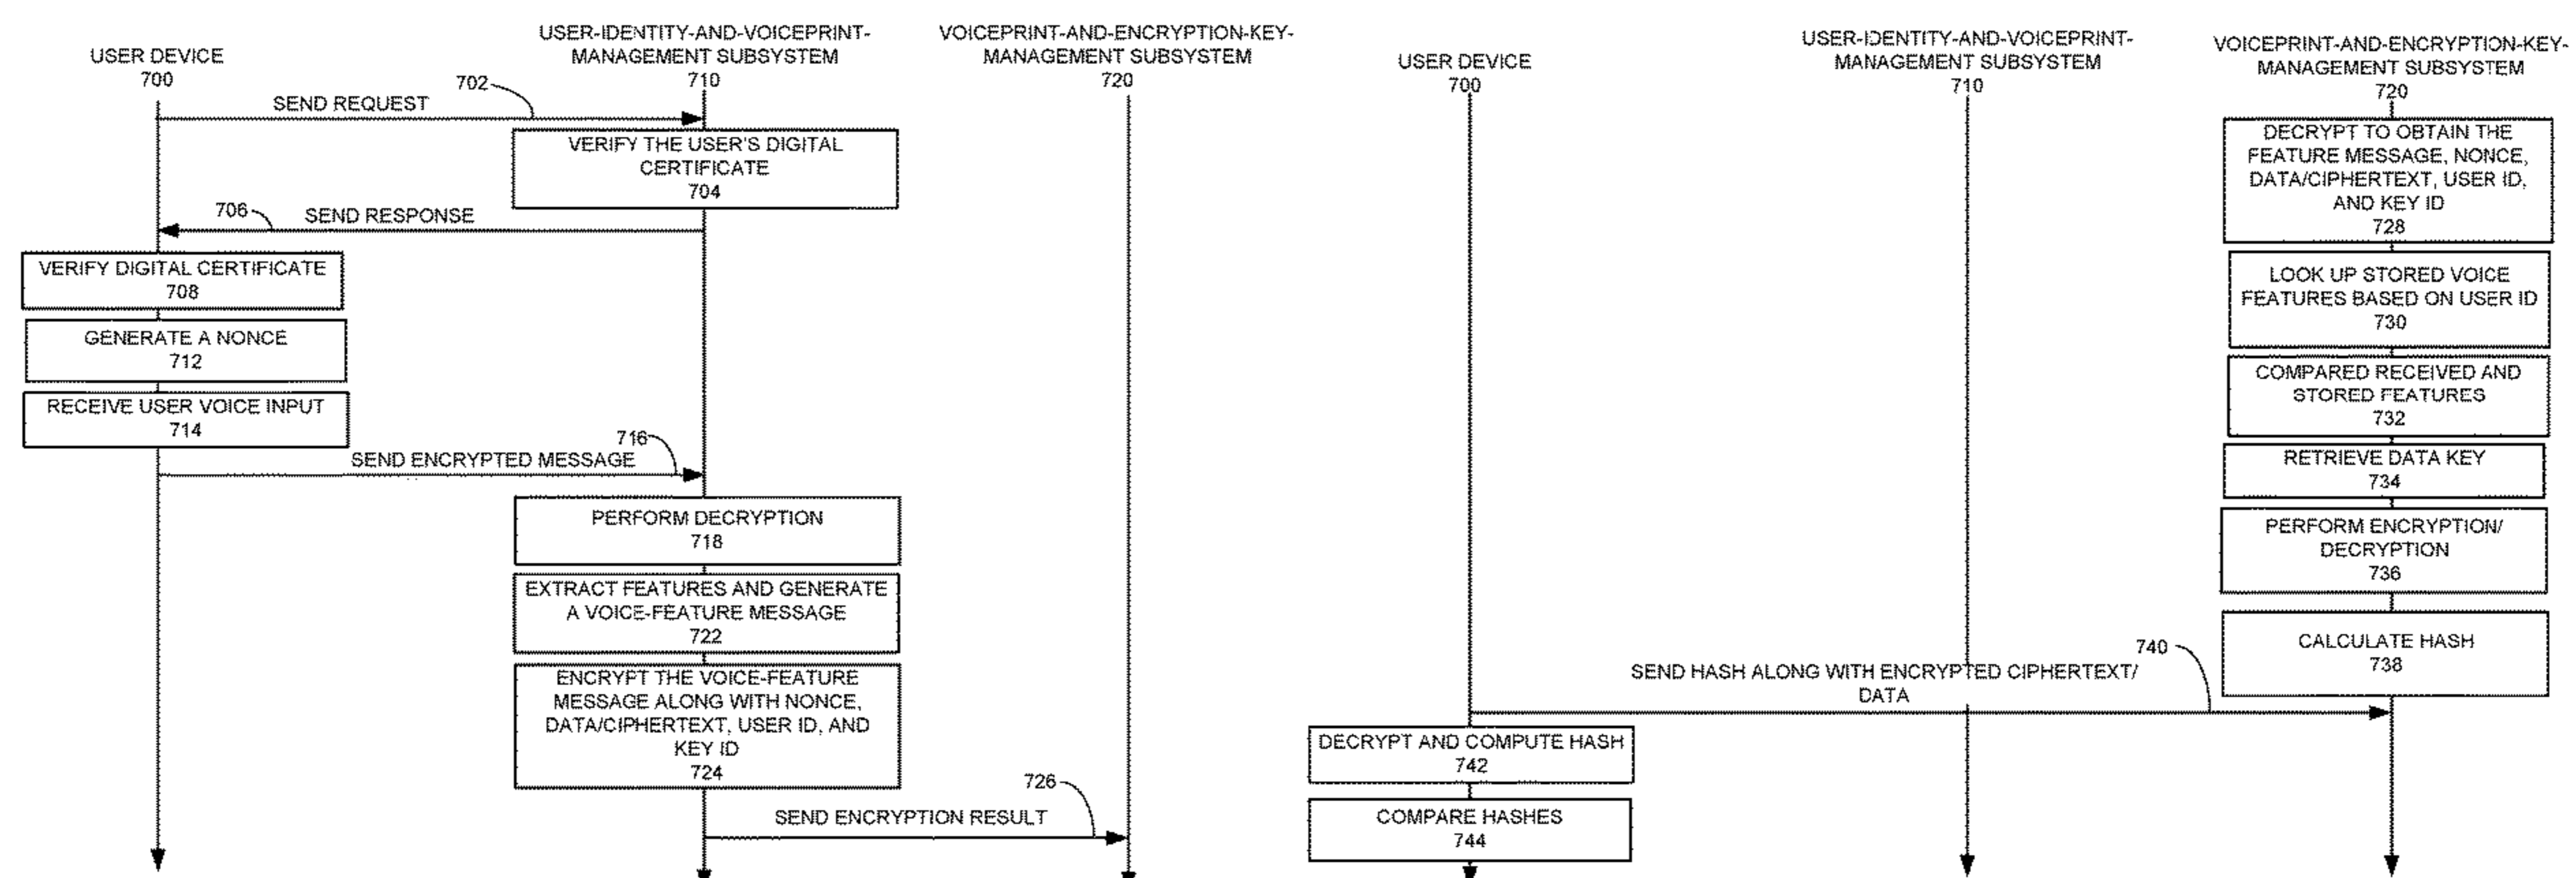 USER DEVICE
700
USER-IDENTITY-AND-VOICEPRINT-
MANAGEMENT SUBSYSTEM
710
VOICEPRINT-AND-ENCRYPTION-KEY-
MANAGEMENT SUBSYSTEM
720
SEND REQUEST
702
VERIFY THE USER'S DIGITAL
CERTIFICATE
704
706
SEND RESPONSE
VERIFY DIGITAL CERTIFICATE
708
GENERATE A NONCE
712
RECEIVE USER VOICE INPUT
714
716
SEND ENCRYPTED MESSAGE
PERFORM DECRYPTION
718
EXTRACT FEATURES AND GENERATE
A VOICE-FEATURE MESSAGE
722
ENCRYPT THE VOICE-FEATURE
MESSAGE ALONG WITH NONCE,
DATA/CIPHERTEXT, USER ID, AND
KEY ID
724
726
SEND ENCRYPTION RESULT
USER DEVICE
700
USER-IDENTITY-AND-VOICEPRINT-
MANAGEMENT SUBSYSTEM
710
VOICEPRINT-AND-ENCRYPTION-KEY-
MANAGEMENT SUBSYSTEM
720
DECRYPT TO OBTAIN THE
FEATURE MESSAGE, NONCE,
DATA/CIPHERTEXT, USER ID,
AND KEY ID
728
LOOK UP STORED VOICE
FEATURES BASED ON USER ID
730
COMPARED RECEIVED AND
STORED FEATURES
732
RETRIEVE DATA KEY
734
PERFORM ENCRYPTION/
DECRYPTION
736
CALCULATE HASH
738
740
SEND HASH ALONG WITH ENCRYPTED CIPHERTEXT/
DATA
DECRYPT AND COMPUTE HASH
742
COMPARE HASHES
744